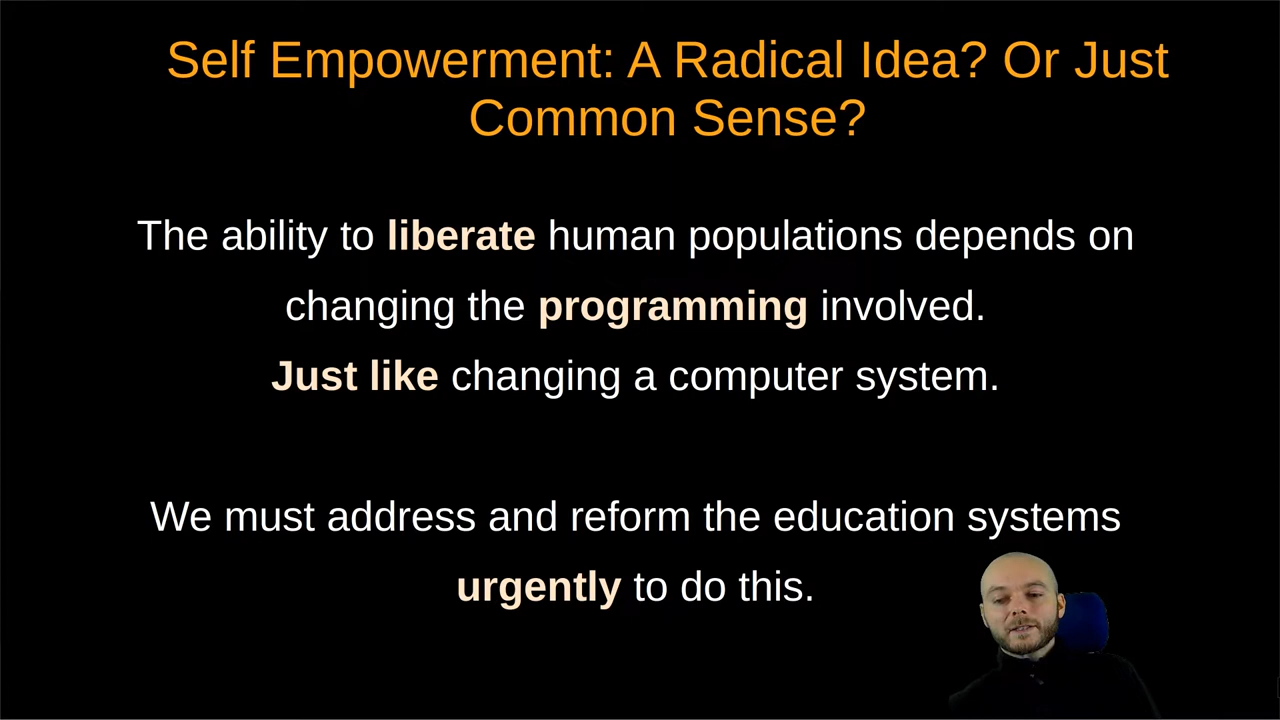 Self Empowerment: A Radical Idea? Or Just
Common Sense?
The ability to liberate human populations depends on
changing the programming involved.
Just like changing a computer system.
We must address and reform the education systems
urgently to do this.